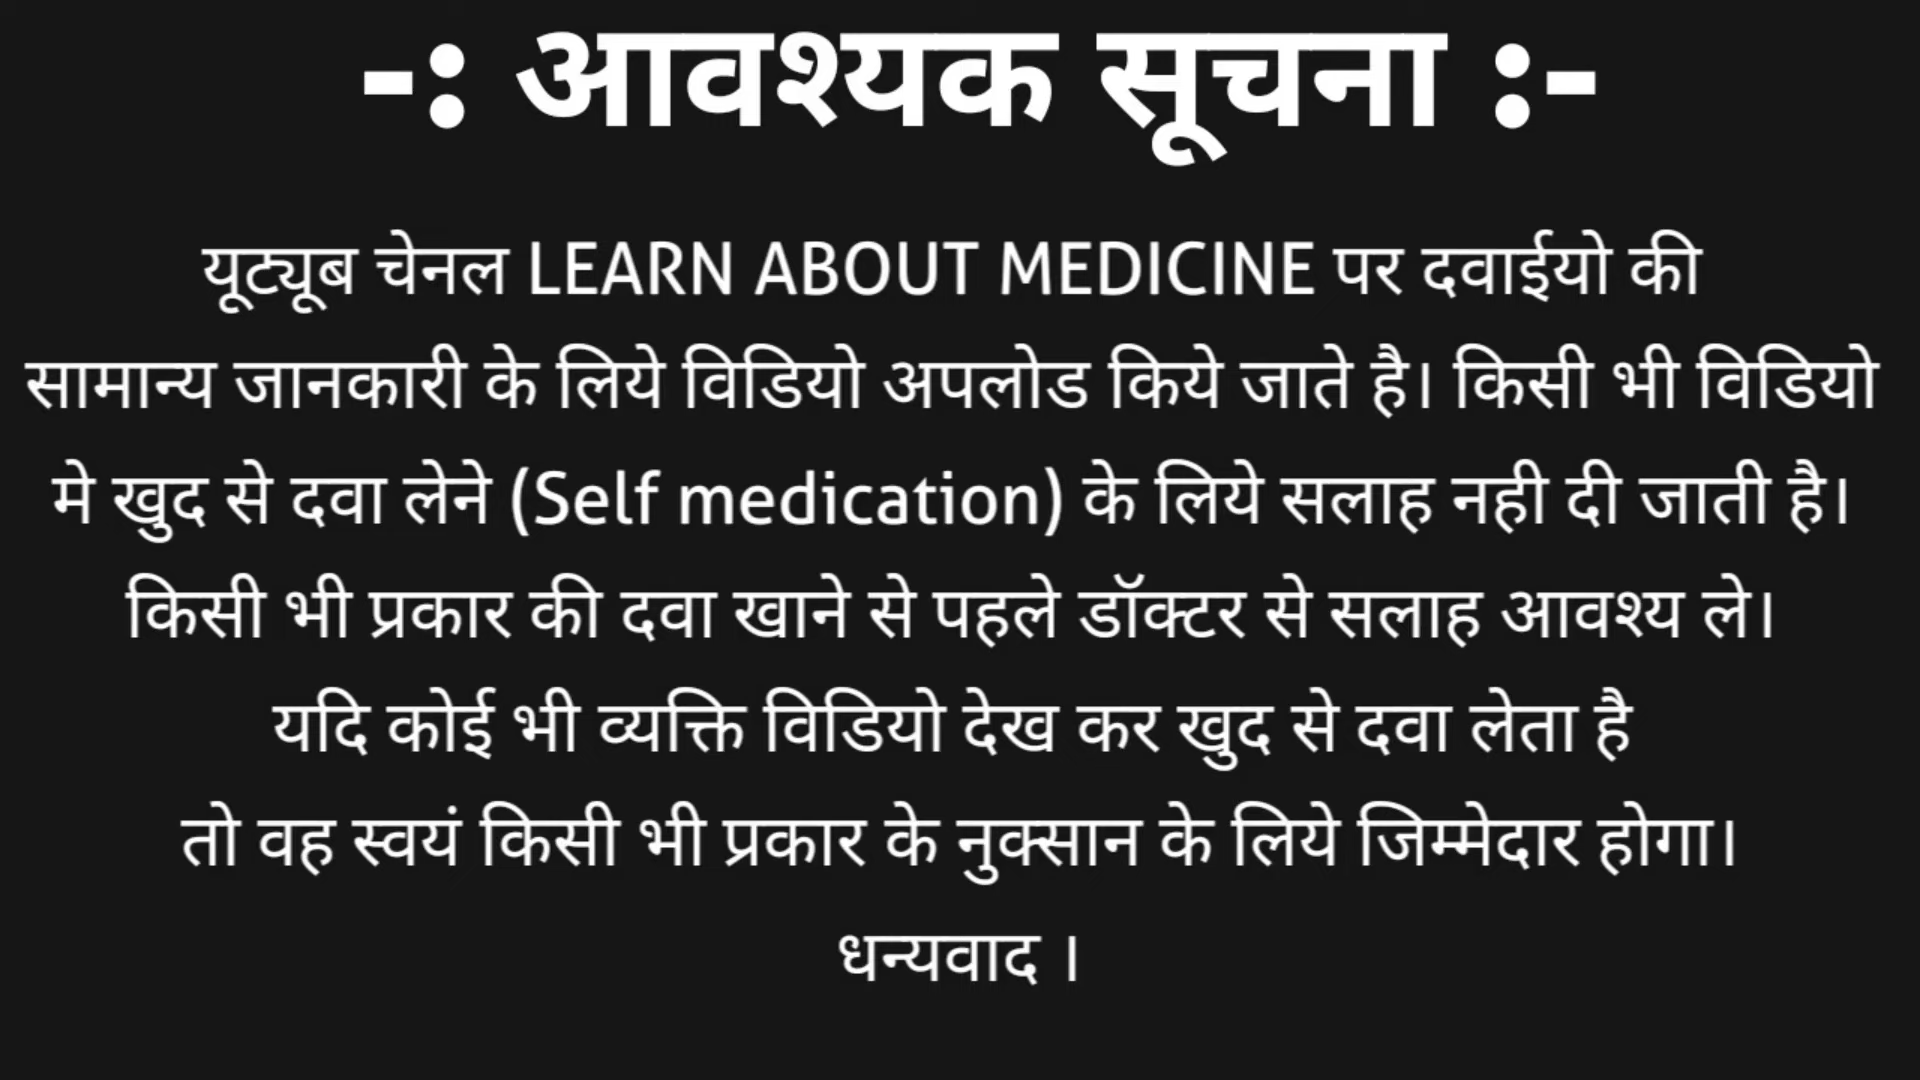 -: आवश्यक सूचना :-
यूट्यूब चेनल LEARN ABOUT MEDICINE पर दवाईयो की
सामान्य जानकारी के लिये विडियो अपलोड किये जाते है। किसी भी विडियो
मे खुद से दवा लेने (Self medication) के लिये सलाह नही दी जाती है।
किसी भी प्रकार की दवा खाने से पहले डॉक्टर से सलाह आवश्य ले।
यदि कोई भी व्यक्ति विडियो देख कर खुद से दवा लेता है
तो वह स्वयं किसी भी प्रकार के नुक्सान के लिये जिम्मेदार होगा।
धन्यवाद ।